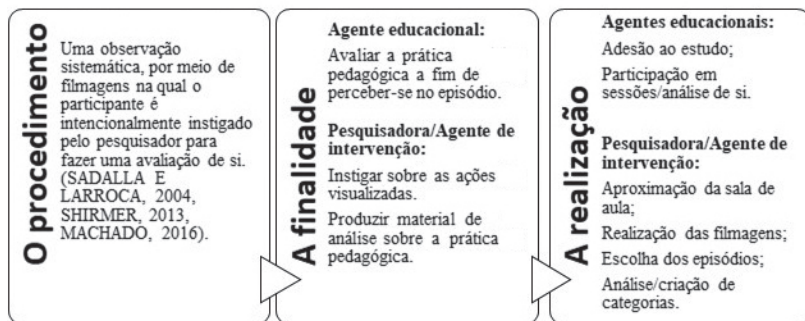 O procedimento
Uma observação
sistemática, por meio de
filmagens na qual o
participante é
intencionalmente instigado
pelo pesquisador para
fazer uma avaliação de si.
(SADALLA E
LARROCA, 2004,
SHIRMER, 2013,
MACHADO, 2016).
A finalidade
Agente educacional:
Avaliar a prática
pedagógica a fim de
perceber-se no episódio.
Pesquisadora/Agente de
intervenção:
Instigar sobre as ações
visualizadas.
Produzir material de
análise sobre a prática
pedagógica.
A realização
Agentes educacionais:
Adesão ao estudo;
Participação em
sessões/análise de si.
Pesquisadora/Agente de
intervenção:
Aproximação da sala de
aula;
Realização das filmagens;
Escolha dos episódios;
Análise/criação de
categorias.